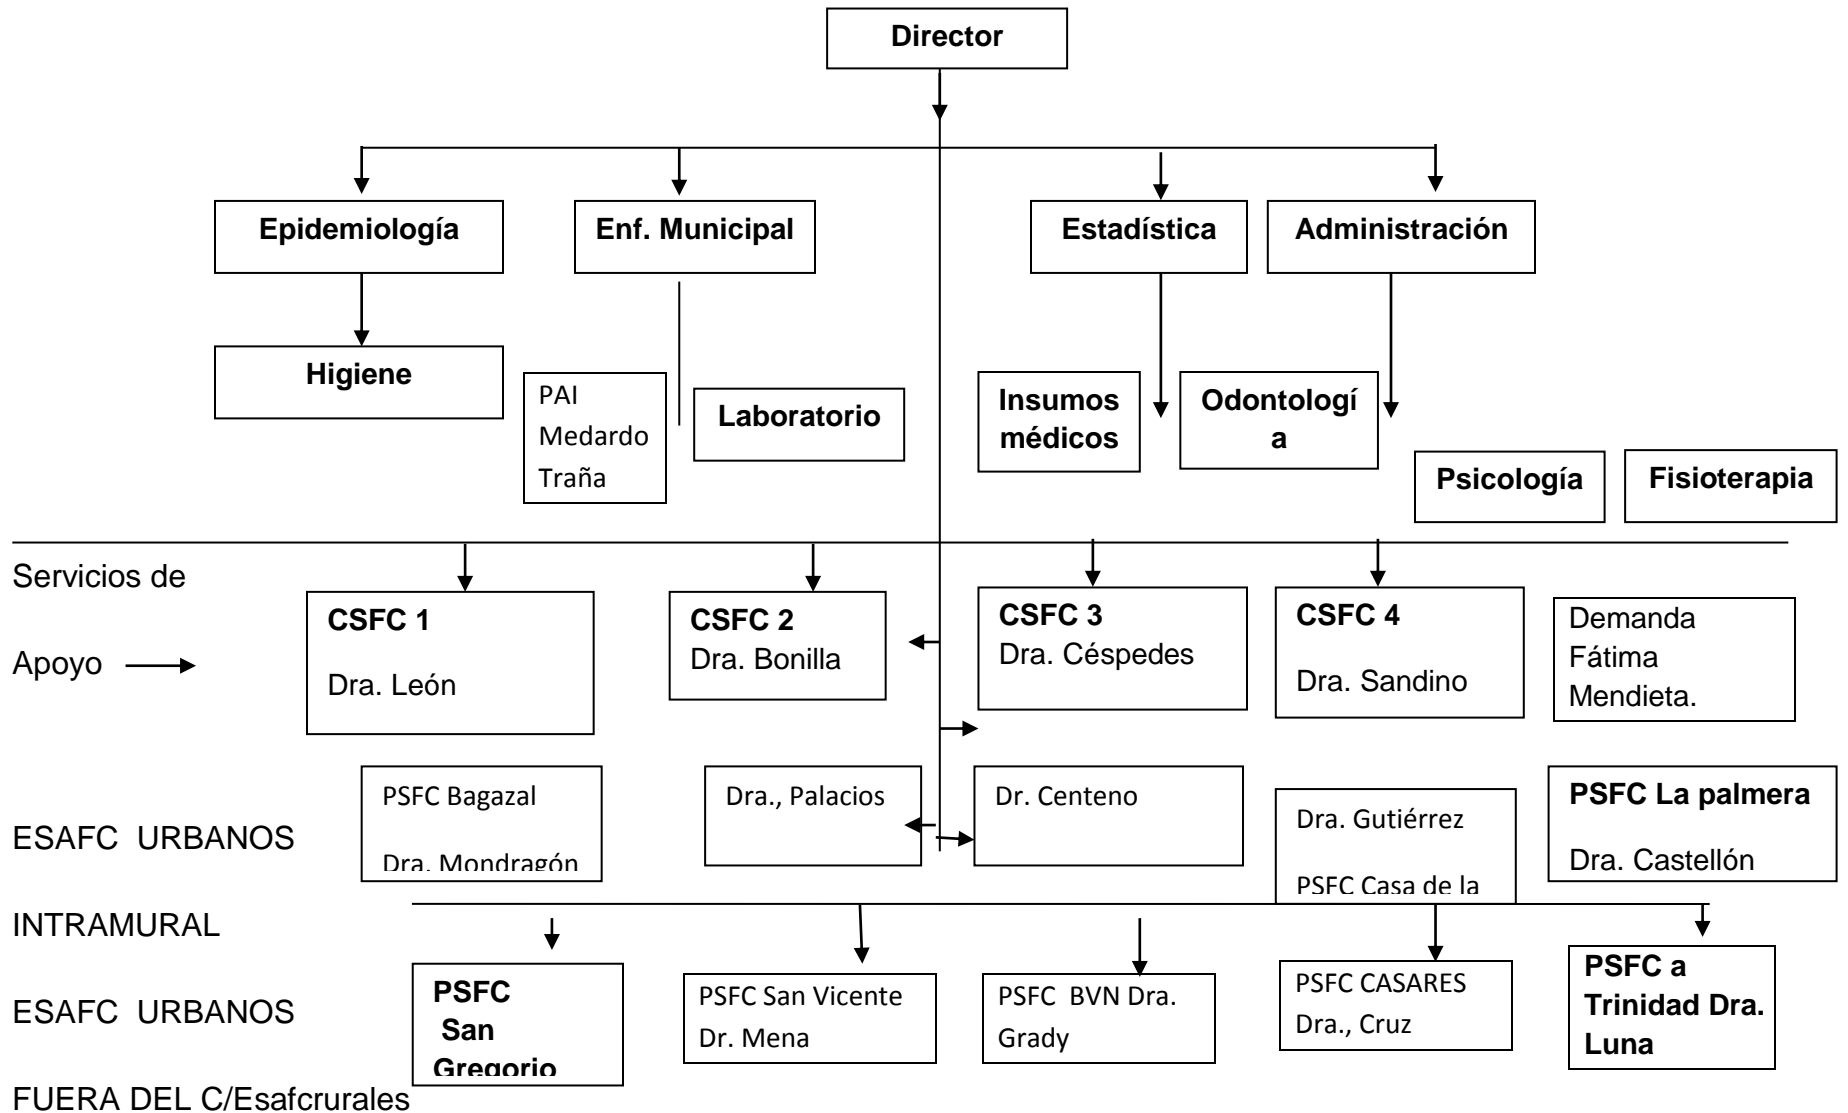 Director
Epidemiología
Enf. Municipal
Estadística
Administración
Higiene
PAI
Medardo
Traña
Laboratorio
Insumos
médicos
Odontologí
a
Psicología
Fisioterapia
Servicios de
Apoyo
CSFC 1
Dra. León
CSFC 2
Dra. Bonilla
CSFC 3
Dra. Céspedes
CSFC 4
Dra. Sandino
Demanda
Fátima
Mendieta.
ESAFC URBANOS
PSFC Bagazal
Dra. Mondragón
Dra., Palacios
Dr. Centeno
Dra. Gutiérrez
PSFC Casa de la
PSFC La palmera
Dra. Castellón
INTRAMURAL
ESAFC URBANOS
PSFC
San
Gregorio
PSFC San Vicente
Dr. Mena
PSFC BVN Dra.
Grady
PSFC CASARES
Dra., Cruz
PSFC a
Trinidad Dra.
Luna
FUERA DEL C/Esafcrurales